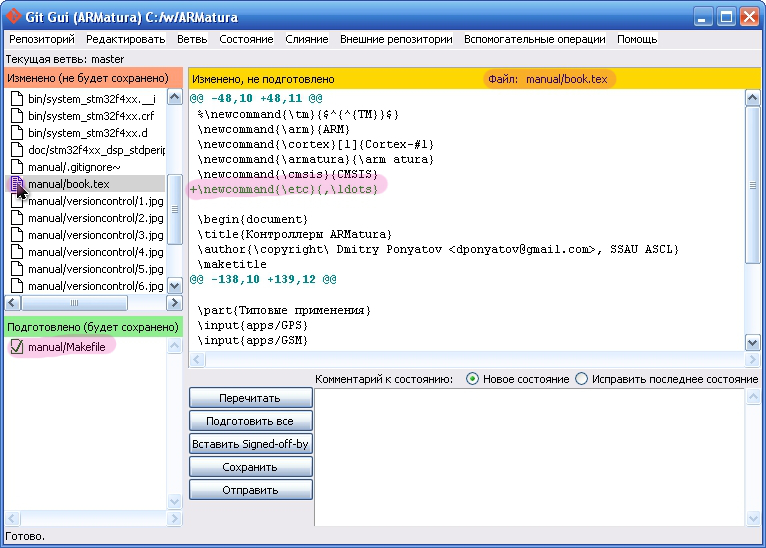 Git Gui (ARMatura) C:/w/ARMatura
Репозиторий Редактировать Ветвь Состояние Слияние Внешние репозитории Вспомогательные операции Помощь
Текущая ветвь: master
Изменено (не будет сохранено)
bin/system_stm32f4xx.__i
bin/system_stm32f4xx.crf
bin/system_stm32f4xx.d
doc/stm32f4xx_dsp_stdperip
manual/.gitignore~
manual/book.tex
manual/versioncontrol/1.jpg
manual/versioncontrol/2.jpg
manual/versioncontrol/3.jpg
manual/versioncontrol/4.jpg
manual/versioncontrol/5.jpg
manual/versioncontrol/6.jpg
Подготовлено (будет сохранено)
manual/Makefile
Изменено, не подготовлено Файл: manual/book.tex
@@ -48,10 +48,11 @@
%\newcommand{\tm}{$^{^{TM}}$}
\newcommand{\arm}{ARM}
\newcommand{\cortex}[1]{Cortex-#1}
\newcommand{\armatura}{\arm atura}
\newcommand{\cmsis}{CMSIS}
+\newcommand{\etc}{,\ldots}
\begin{document}
\title{Контроллеры ARMatura}
\author{\copyright\ Dmitry Ponyatov <dponyatov@gmail.com>, SSAU ASCL}
\maketitle
@@ -138,10 +139,12 @@
\part{Типовые применения}
\input{apps/GPS}
\input{apps/GSM}
Комментарий к состоянию: Новое состояние Исправить последнее состояние
Перечитать
Подготовить все
Вставить Signed-off-by
Сохранить
Отправить
Готово.